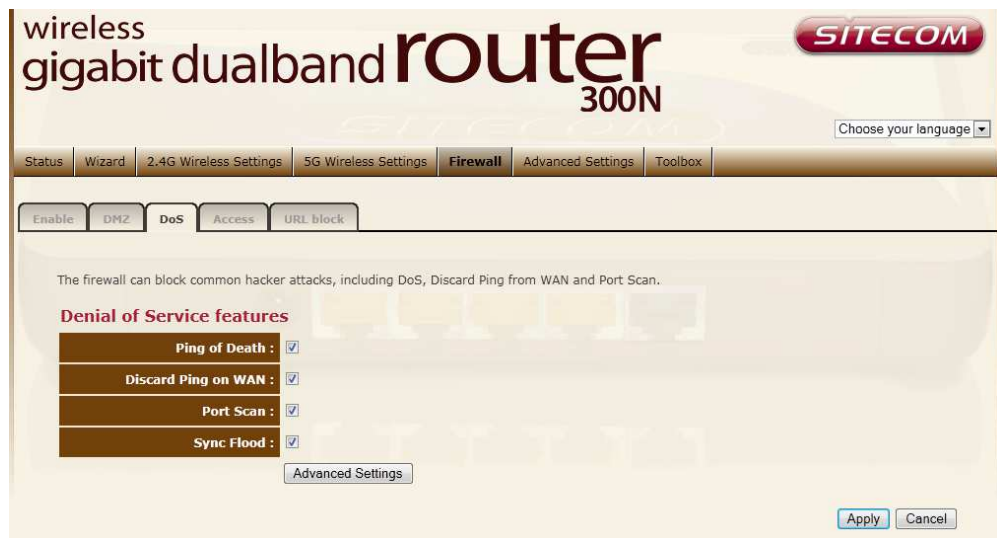 wireless
gigabit dualband router
300N
SITECOM
Choose your language
Status Wizard 2.4G Wireless Settings 5G Wireless Settings Firewall Advanced Settings Toolbox
Enable DMZ DoS Access URL block
The firewall can block common hacker attacks, including DoS, Discard Ping from WAN and Port Scan.
Denial of Service features
Ping of Death :
Discard Ping on WAN :
Port Scan :
Sync Flood :
Advanced Settings
Apply Cancel